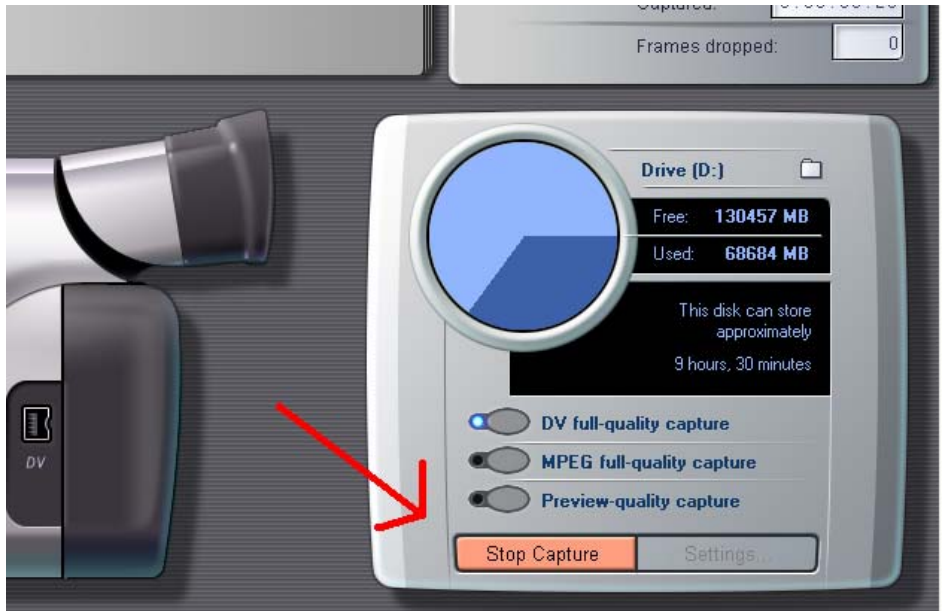 Captured:
Frames dropped: 0
Drive (D:)
Free: 130457 MB
Used: 68684 MB
This disk can store
approximately
9 hours, 30 minutes
DV full-quality capture
MPEG full-quality capture
Preview-quality capture
DV
Stop Capture Settings...